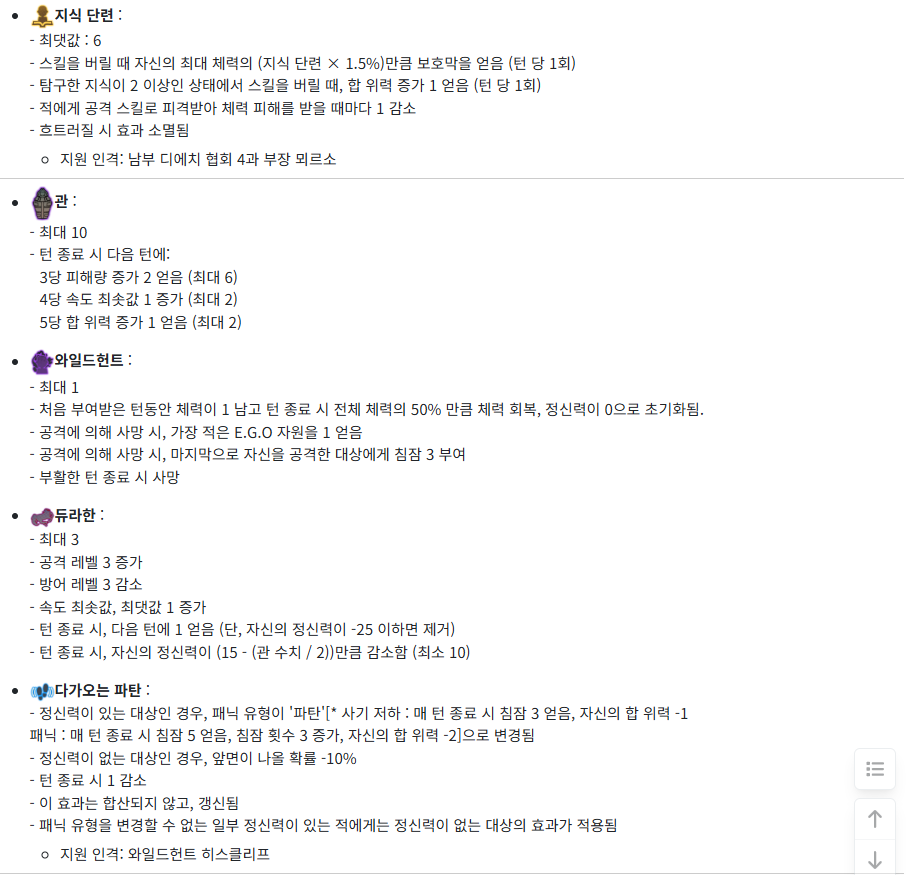 지식 단련 :
- 최댓값 : 6
- 스킬을 버릴 때 자신의 최대 체력의 (지식 단련 × 1.5%)만큼 보호막을 얻음 (턴 당 1회)
- 탐구한 지식이 2 이상인 상태에서 스킬을 버릴 때, 합 위력 증가 1 얻음 (턴 당 1회)
- 적에게 공격 스킬로 피격받아 체력 피해를 받을 때마다 1 감소
- 흐트러질 시 효과 소멸됨
지원 인격: 남부 디에치 협회 4과 부장 뫼르소
관 :
- 최대 10
- 턴 종료 시 다음 턴에:
3당 피해량 증가 2 얻음 (최대 6)
4당 속도 최솟값 1 증가 (최대 2)
5당 합 위력 증가 1 얻음 (최대 2)
와일드헌트 :
- 최대 1
- 처음 부여받은 턴동안 체력이 1 남고 턴 종료 시 전체 체력의 50% 만큼 체력 회복, 정신력이 0으로 초기화됨.
- 공격에 의해 사망 시, 가장 적은 E.G.O 자원을 1 얻음
- 공격에 의해 사망 시, 마지막으로 자신을 공격한 대상에게 침잠 3 부여
- 부활한 턴 종료 시 사망
듀라한 :
- 최대 3
- 공격 레벨 3 증가
- 방어 레벨 3 감소
- 속도 최솟값, 최댓값 1 증가
- 턴 종료 시, 다음 턴에 1 얻음 (단, 자신의 정신력이 -25 이하면 제거)
- 턴 종료 시, 자신의 정신력이 (15 - (관 수치 / 2))만큼 감소함 (최소 10)
다가오는 파탄 :
- 정신력이 있는 대상인 경우, 패닉 유형이 '파탄'[* 사기 저하 : 매 턴 종료 시 침잠 3 얻음, 자신의 합 위력 -1
패닉 : 매 턴 종료 시 침잠 5 얻음, 침잠 횟수 3 증가, 자신의 합 위력 -2]으로 변경됨
- 정신력이 없는 대상인 경우, 앞면이 나올 확률 -10%
- 턴 종료 시 1 감소
- 이 효과는 합산되지 않고, 갱신됨
- 패닉 유형을 변경할 수 없는 일부 정신력이 있는 적에게는 정신력이 없는 대상의 효과가 적용됨
지원 인격: 와일드헌트 히스클리프